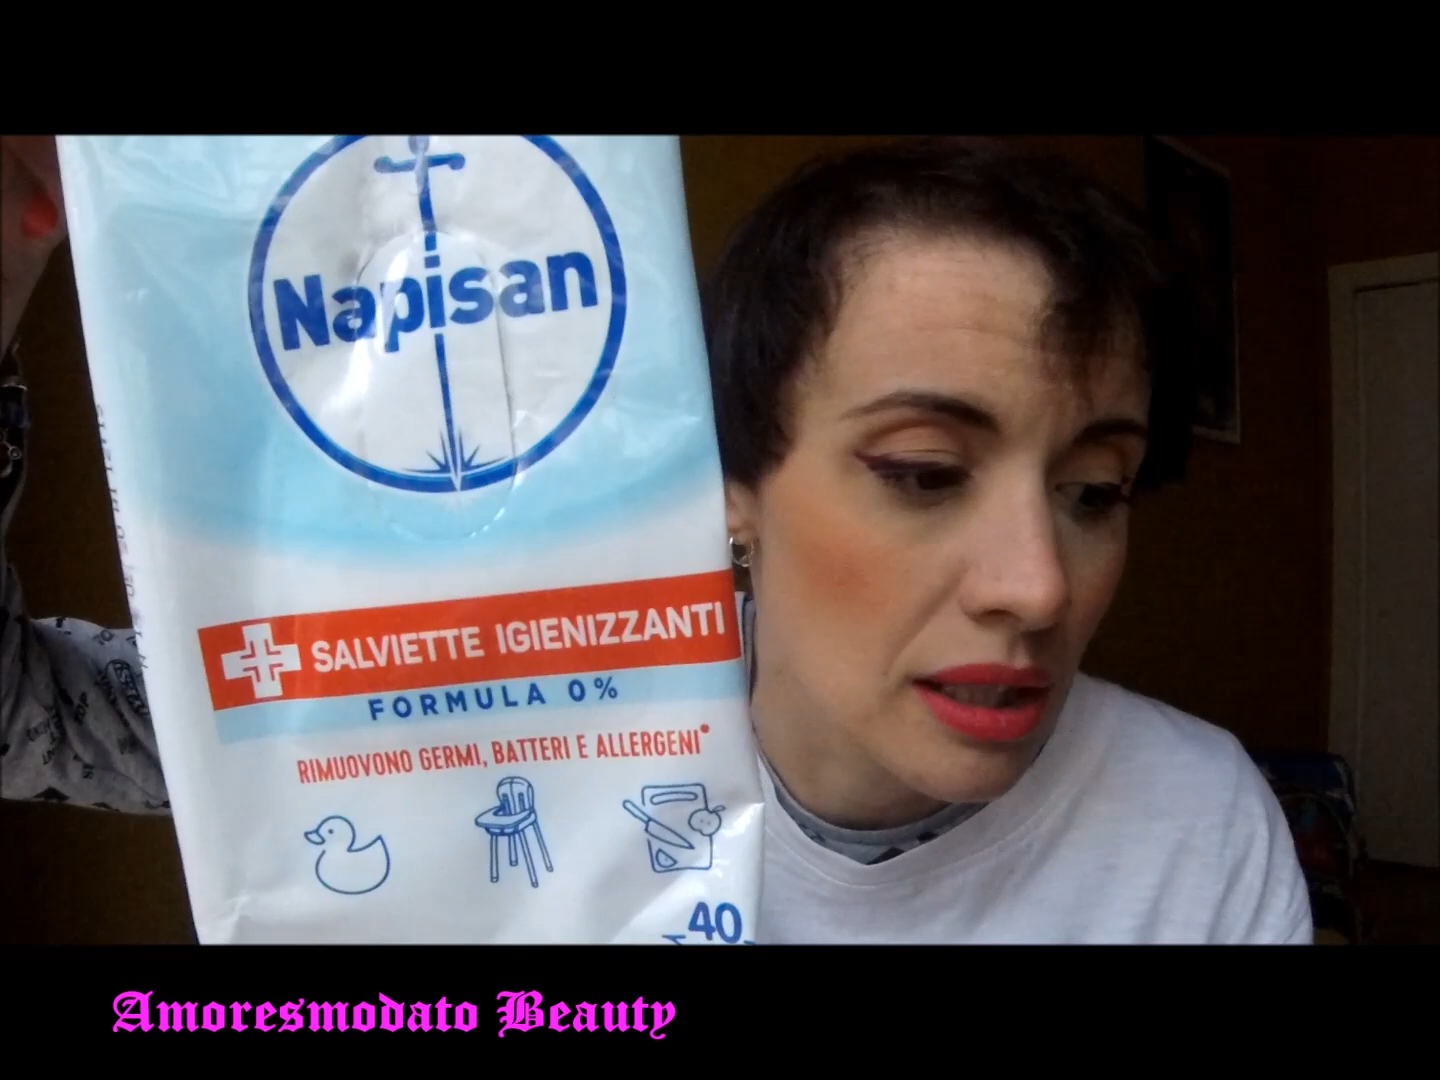 Napisan
SALVIETTE IGIENIZZANTI
FORMULA 0%
RIMUOVONO GERMI, BATTERI E ALLERGENI*
40
Amoresmodato Beauty